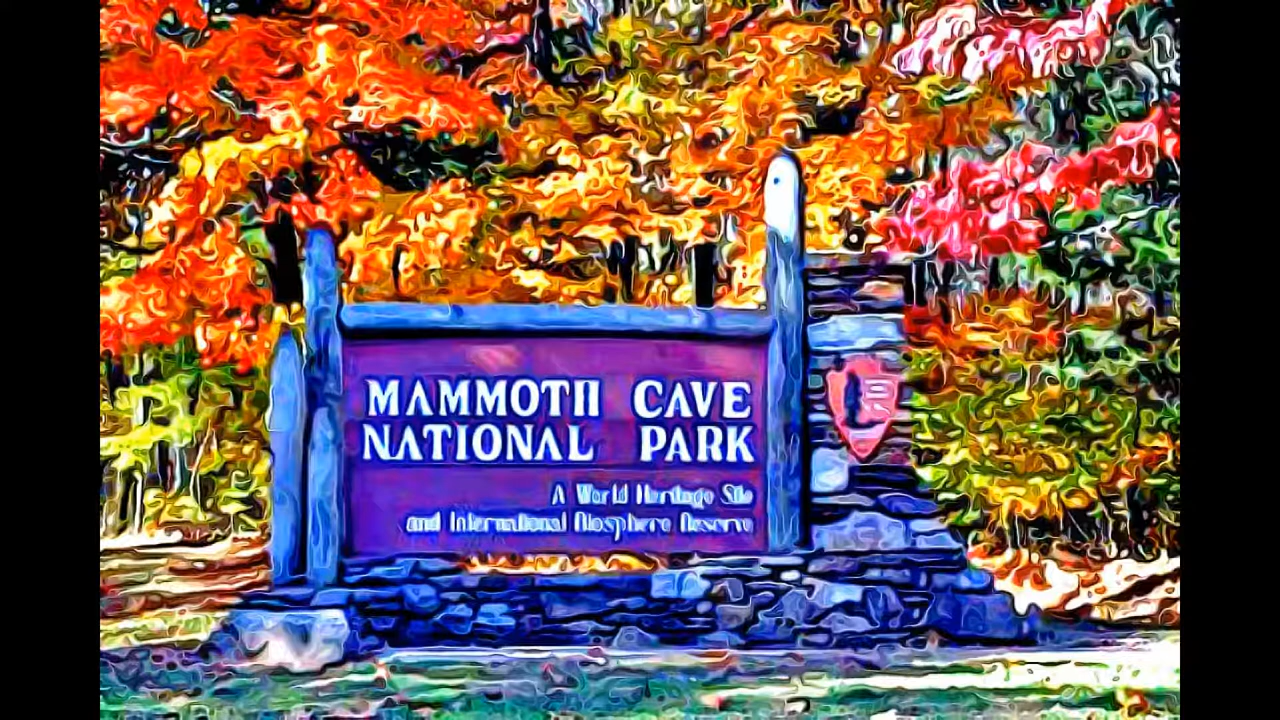 MAMMOTH CAVE
NATIONAL PARK
A World Heritage Site
and International Biosphere Reserve